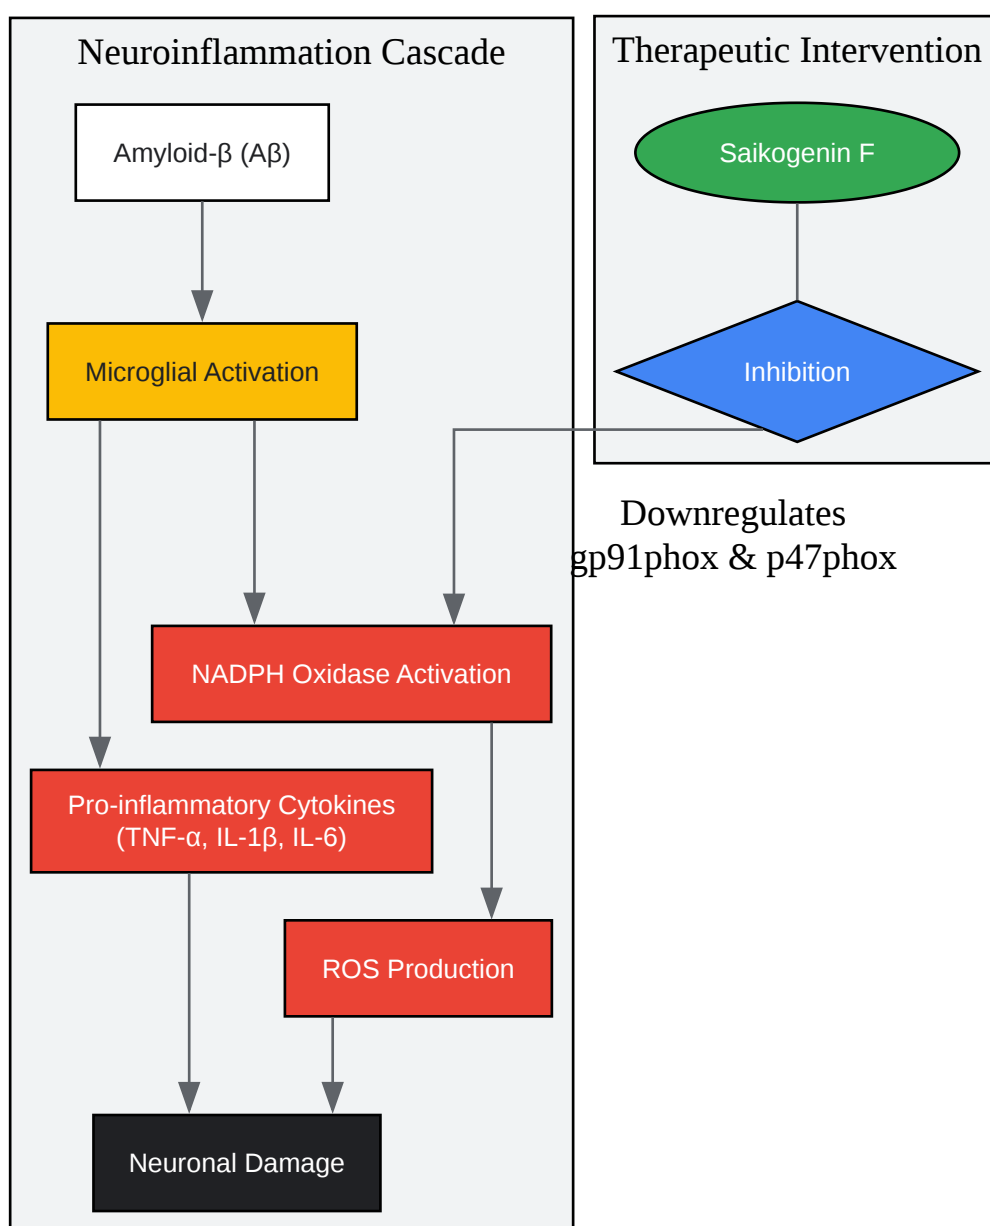 Neuroinflammation Cascade
Therapeutic Intervention
Amyloid-β (Aβ)
Saikogenin F
Microglial Activation
Inhibition
Downregulates
gp91phox & p47phox
NADPH Oxidase Activation
Pro-inflammatory Cytokines
(TNF-α, IL-1β, IL-6)
ROS Production
Neuronal Damage